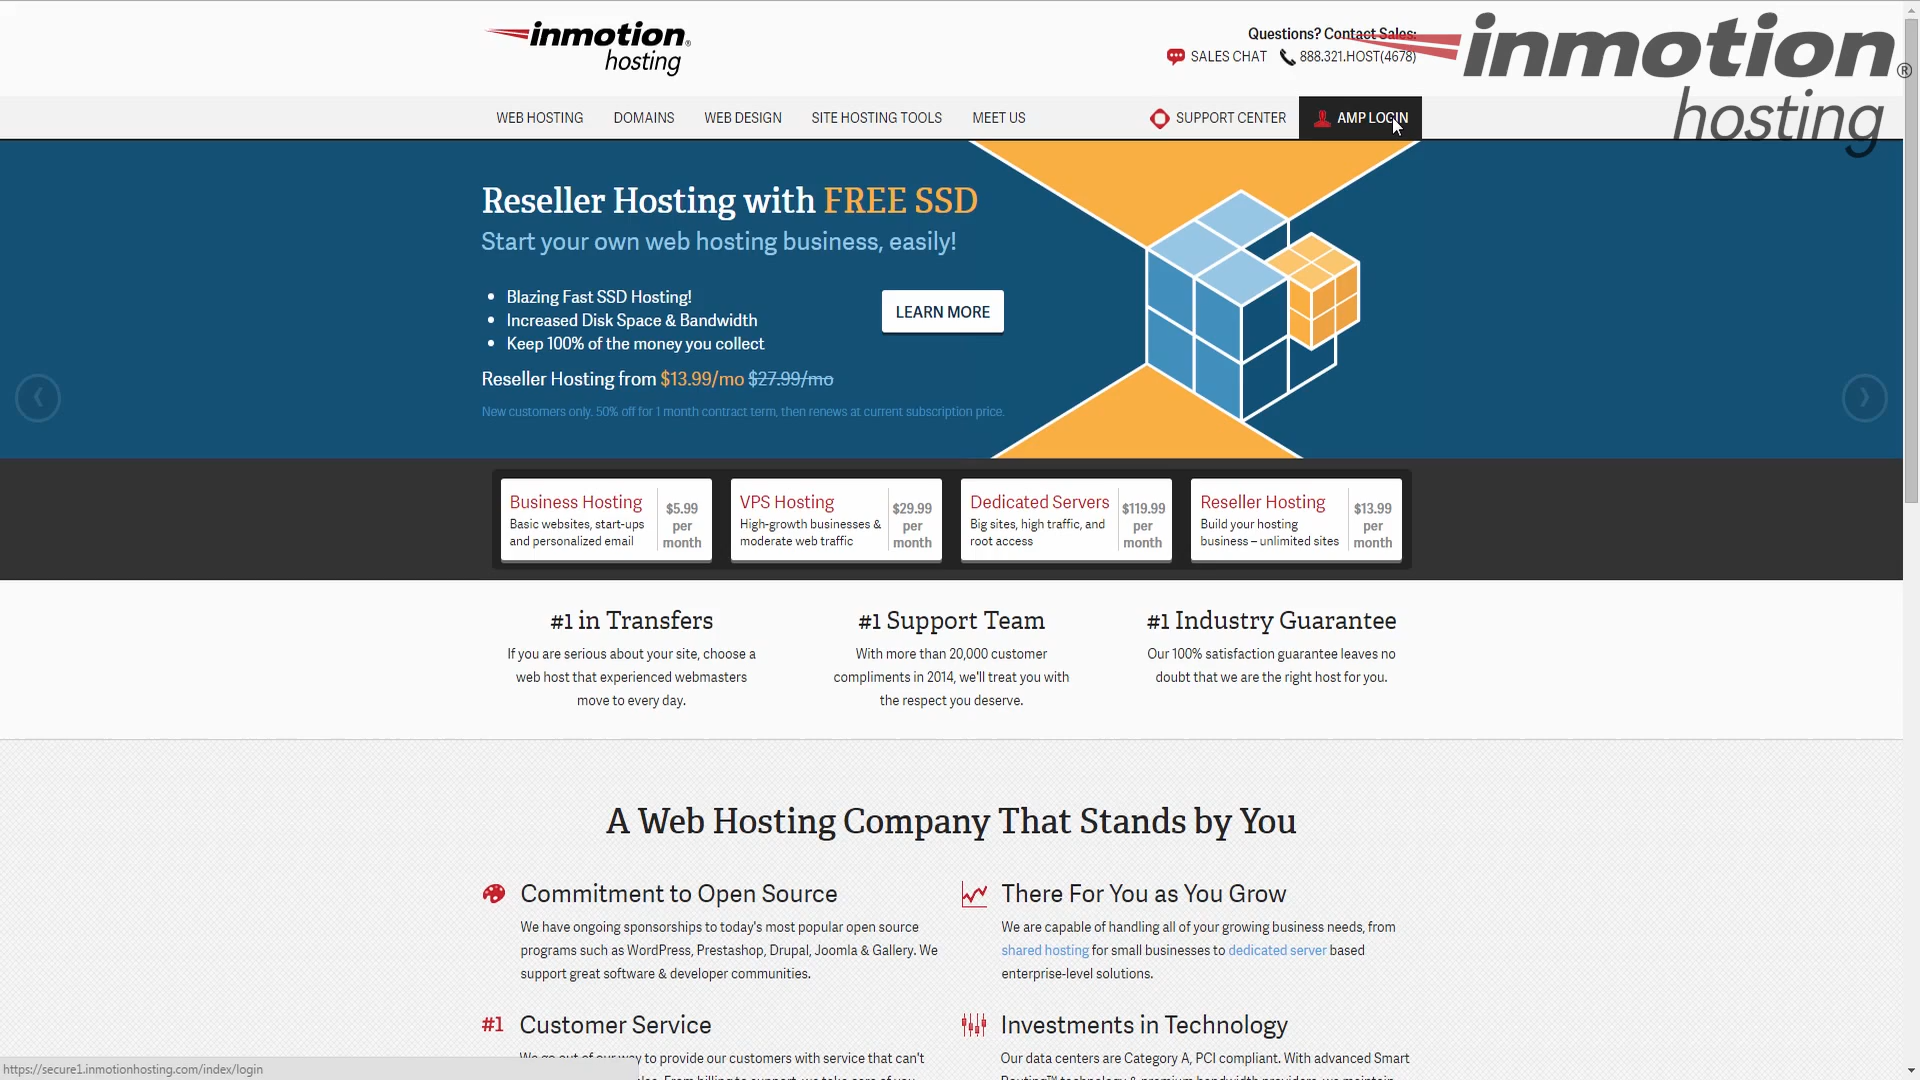 inmotion®
hosting
Questions? Contact Sales:
SALES CHAT 888.321.HOST(4678)
inmotion®
hosting
WEB HOSTING DOMAINS WEB DESIGN SITE HOSTING TOOLS MEET US SUPPORT CENTER AMP LOGIN
Reseller Hosting with FREE SSD
Start your own web hosting business, easily!
• Blazing Fast SSD Hosting!
• Increased Disk Space & Bandwidth
• Keep 100% of the money you collect
LEARN MORE
Reseller Hosting from $13.99/mo $27.99/mo
New customers only. 50% off for 1 month contract term, then renews at current subscription price.
Business Hosting
Basic websites, start-ups
and personalized email
$5.99
per
month
VPS Hosting
High-growth businesses &
moderate web traffic
$29.99
per
month
Dedicated Servers
Big sites, high traffic, and
root access
$119.99
per
month
Reseller Hosting
Build your hosting
business – unlimited sites
$13.99
per
month
#1 in Transfers
If you are serious about your site, choose a
web host that experienced webmasters
move to every day.
#1 Support Team
With more than 20,000 customer
compliments in 2014, we'll treat you with
the respect you deserve.
#1 Industry Guarantee
Our 100% satisfaction guarantee leaves no
doubt that we are the right host for you.
A Web Hosting Company That Stands by You
Commitment to Open Source
We have ongoing sponsorships to today's most popular open source
programs such as WordPress, Prestashop, Drupal, Joomla & Gallery. We
support great software & developer communities.
There For You as You Grow
We are capable of handling all of your growing business needs, from
shared hosting for small businesses to dedicated server based
enterprise-level solutions.
#1 Customer Service
We go out of our way to provide our customers with service that can't
Investments in Technology
Our data centers are Category A, PCI compliant. With advanced Smart
https://secure1.inmotionhosting.com/index/login